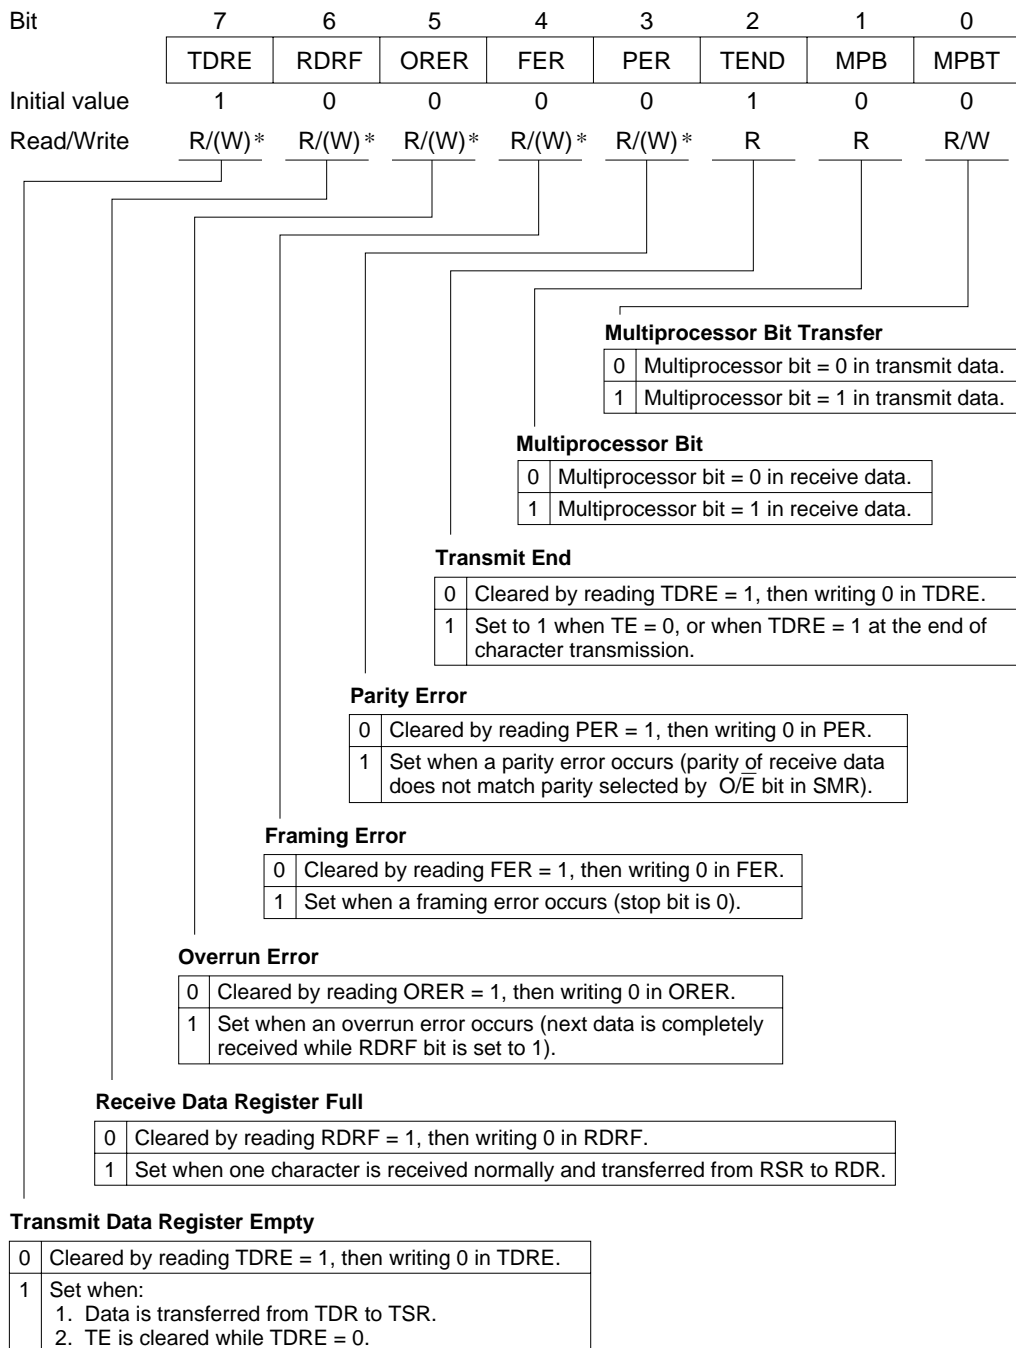 Bit 7 6 5 4 3 2 1 0
TDRE RDRF ORER FER PER TEND MPB MPBT
Initial value 1 0 0 0 0 1 0 0
Read/Write R/(W)* R/(W)* R/(W)* R/(W)* R/(W)* R R R/W
Multiprocessor Bit Transfer
0 Multiprocessor bit = 0 in transmit data.
1 Multiprocessor bit = 1 in transmit data.
Multiprocessor Bit
0 Multiprocessor bit = 0 in receive data.
1 Multiprocessor bit = 1 in receive data.
Transmit End
0 Cleared by reading TDRE = 1, then writing 0 in TDRE.
1 Set to 1 when TE = 0, or when TDRE = 1 at the end of
character transmission.
Parity Error
0 Cleared by reading PER = 1, then writing 0 in PER.
1 Set when a parity error occurs (parity of receive data
does not match parity selected by O/E̅ bit in SMR).
Framing Error
0 Cleared by reading FER = 1, then writing 0 in FER.
1 Set when a framing error occurs (stop bit is 0).
Overrun Error
0 Cleared by reading ORER = 1, then writing 0 in ORER.
1 Set when an overrun error occurs (next data is completely
received while RDRF bit is set to 1).
Receive Data Register Full
0 Cleared by reading RDRF = 1, then writing 0 in RDRF.
1 Set when one character is received normally and transferred from RSR to RDR.
Transmit Data Register Empty
0 Cleared by reading TDRE = 1, then writing 0 in TDRE.
1 Set when:
1. Data is transferred from TDR to TSR.
2. TE is cleared while TDRE = 0.